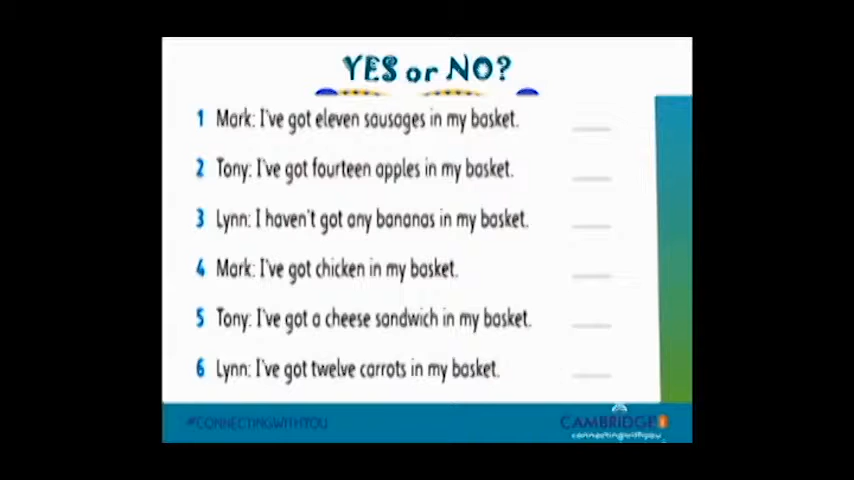 YES or NO?
1 Mark: I've got eleven sausages in my basket.
2 Tony: I've got fourteen apples in my basket.
3 Lynn: I haven't got any bananas in my basket.
4 Mark: I've got chicken in my basket.
5 Tony: I've got a cheese sandwich in my basket.
6 Lynn: I've got twelve carrots in my basket.
#CONNECTINGWITHYOU CAMBRIDGE
connectingwithyou